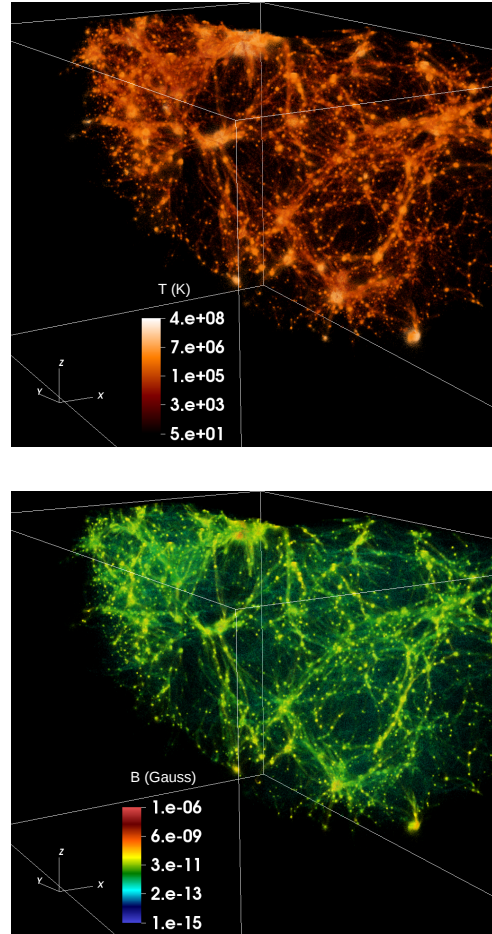 T (K)
4.e+08
7.e+06
1.e+05
3.e+03
5.e+01
Z
Y
X
B (Gauss)
1.e-06
6.e-09
3.e-11
2.e-13
1.e-15
Z
Y
X